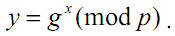 y = g^x (mod p) .